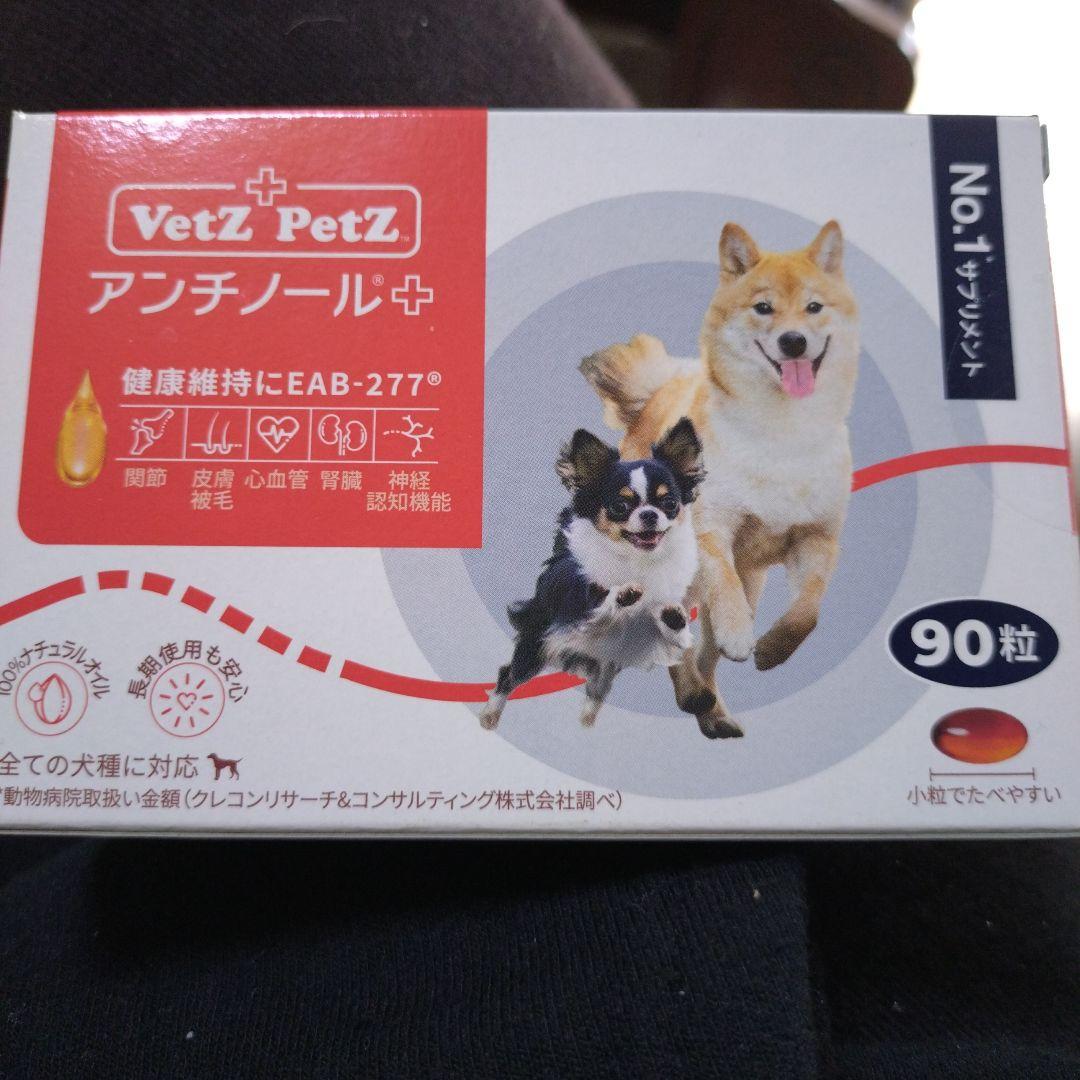 VetZ PetZ™
アンチノール®+
健康維持にEAB-277®
関節
皮膚
被毛
心血管
腎臓
神経
認知機能
No.1*サプリメント
100%ナチュラルオイル
長期使用も安心
全ての犬種に対応
*動物病院取扱い金額(クレコンリサーチ&コンサルティング株式会社調べ)
90粒
小粒でたべやすい